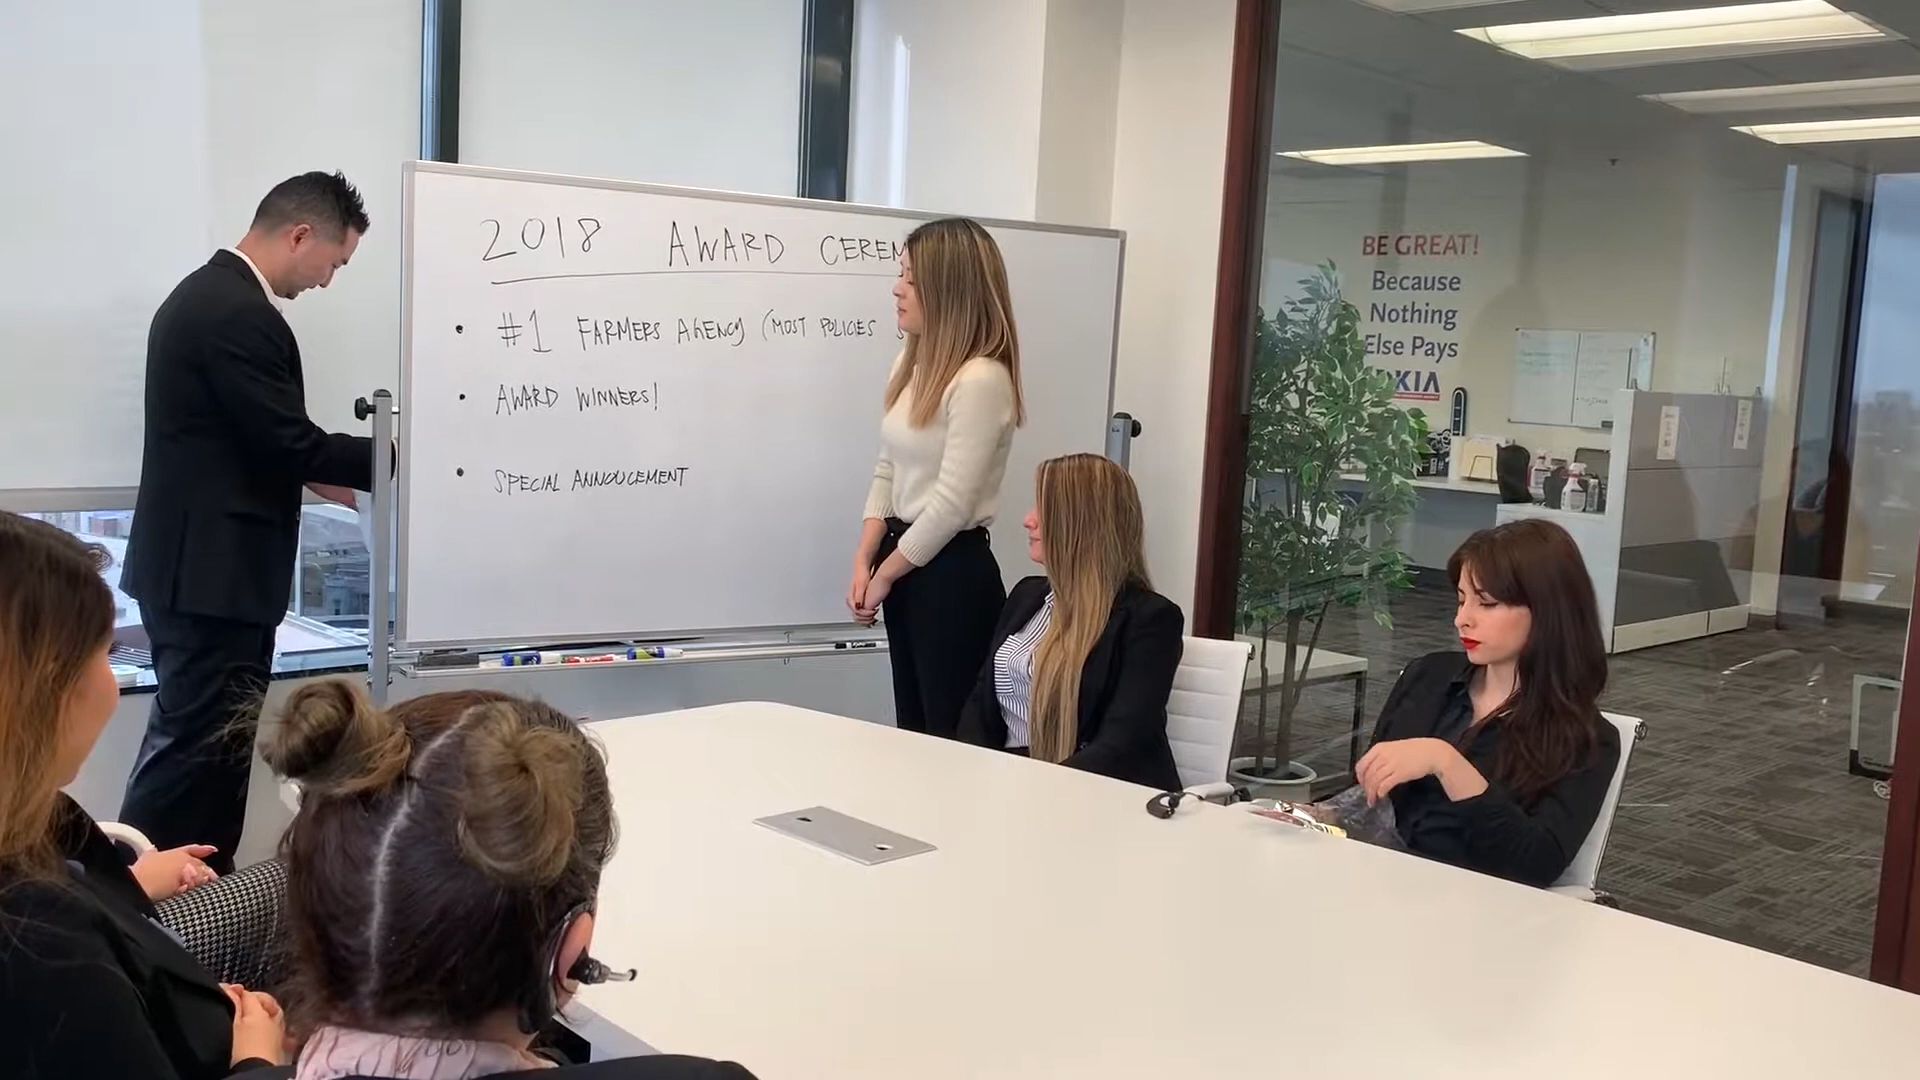 2018 AWARD CEREM
• #1 FARMERS AGENCY (MOST POLICIES S
• AWARD WINNERS!
• SPECIAL ANNOUCEMENT
BE GREAT!
Because
Nothing
Else Pays